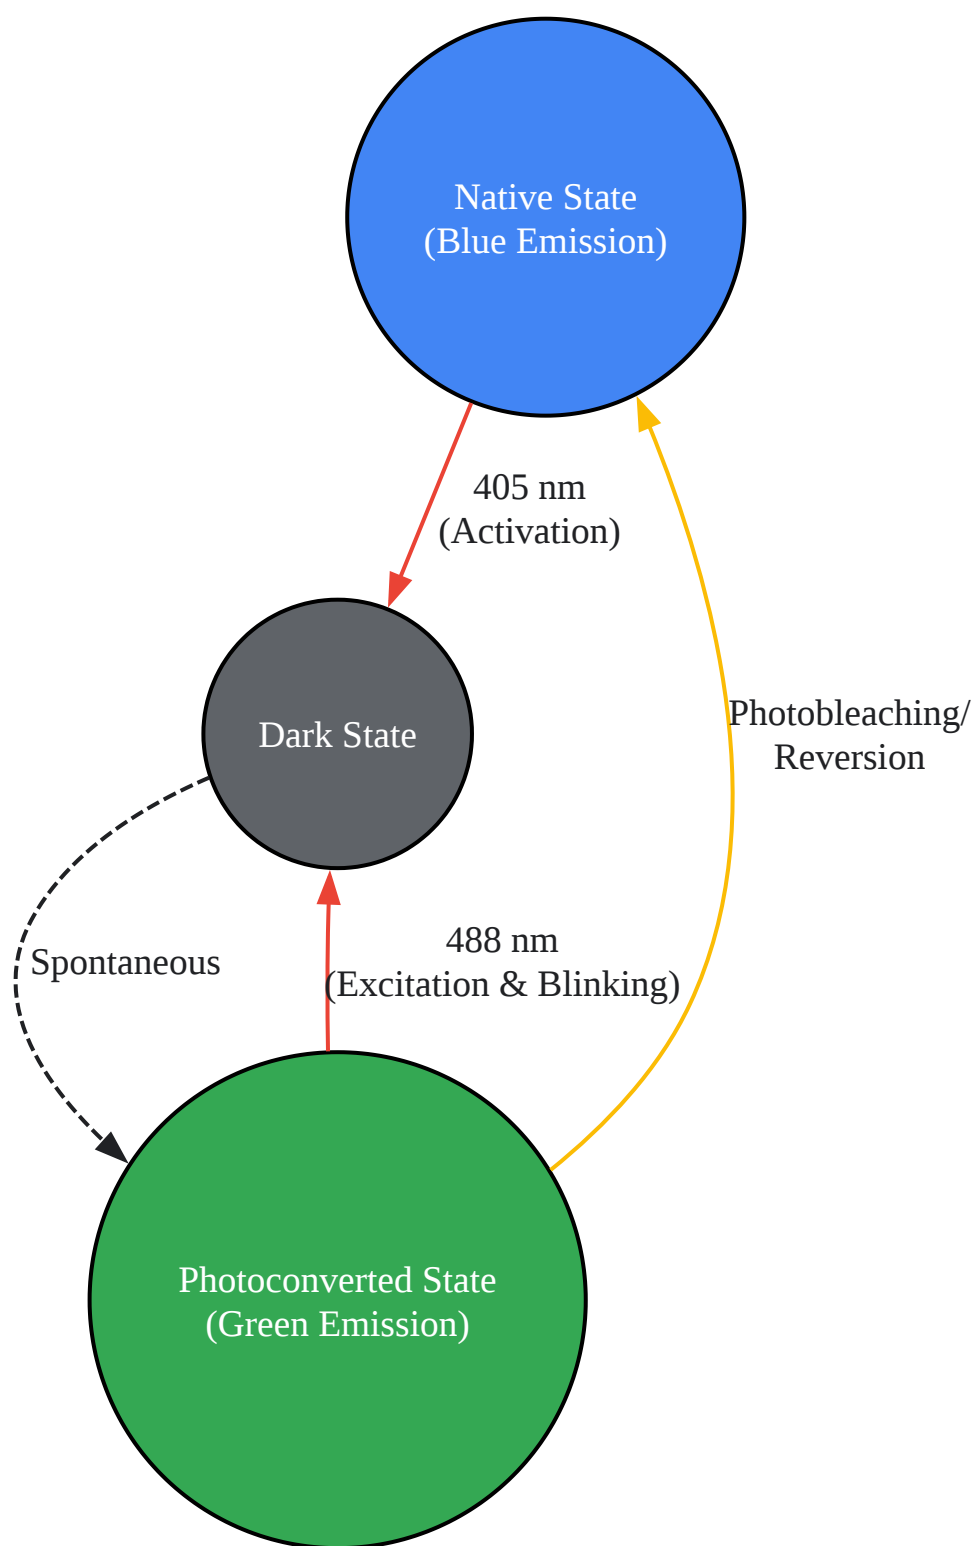 Native State
(Blue Emission)
405 nm
(Activation)
Photobleaching/
Reversion
Dark State
Spontaneous
488 nm
(Excitation & Blinking)
Photoconverted State
(Green Emission)